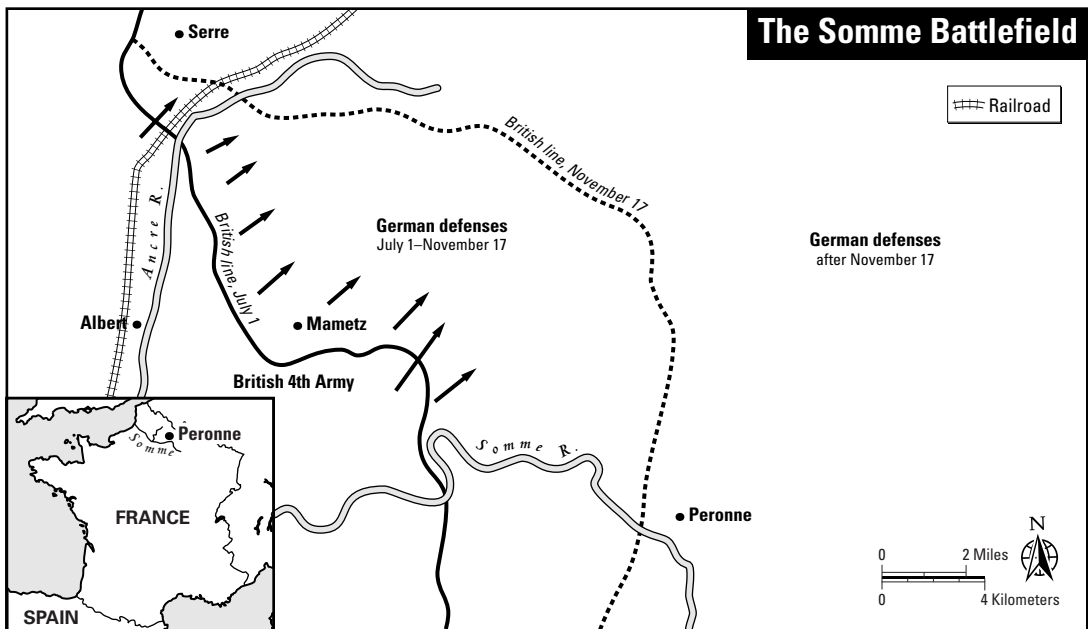 The Somme Battlefield
Serre
Railroad
British line, November 17
Ancre R.
British line, July 1
German defenses
July 1–November 17
German defenses
after November 17
Albert
Mametz
British 4th Army
Somme R.
Peronne
Peronne
Somme
FRANCE
SPAIN
N
0 2 Miles
0 4 Kilometers